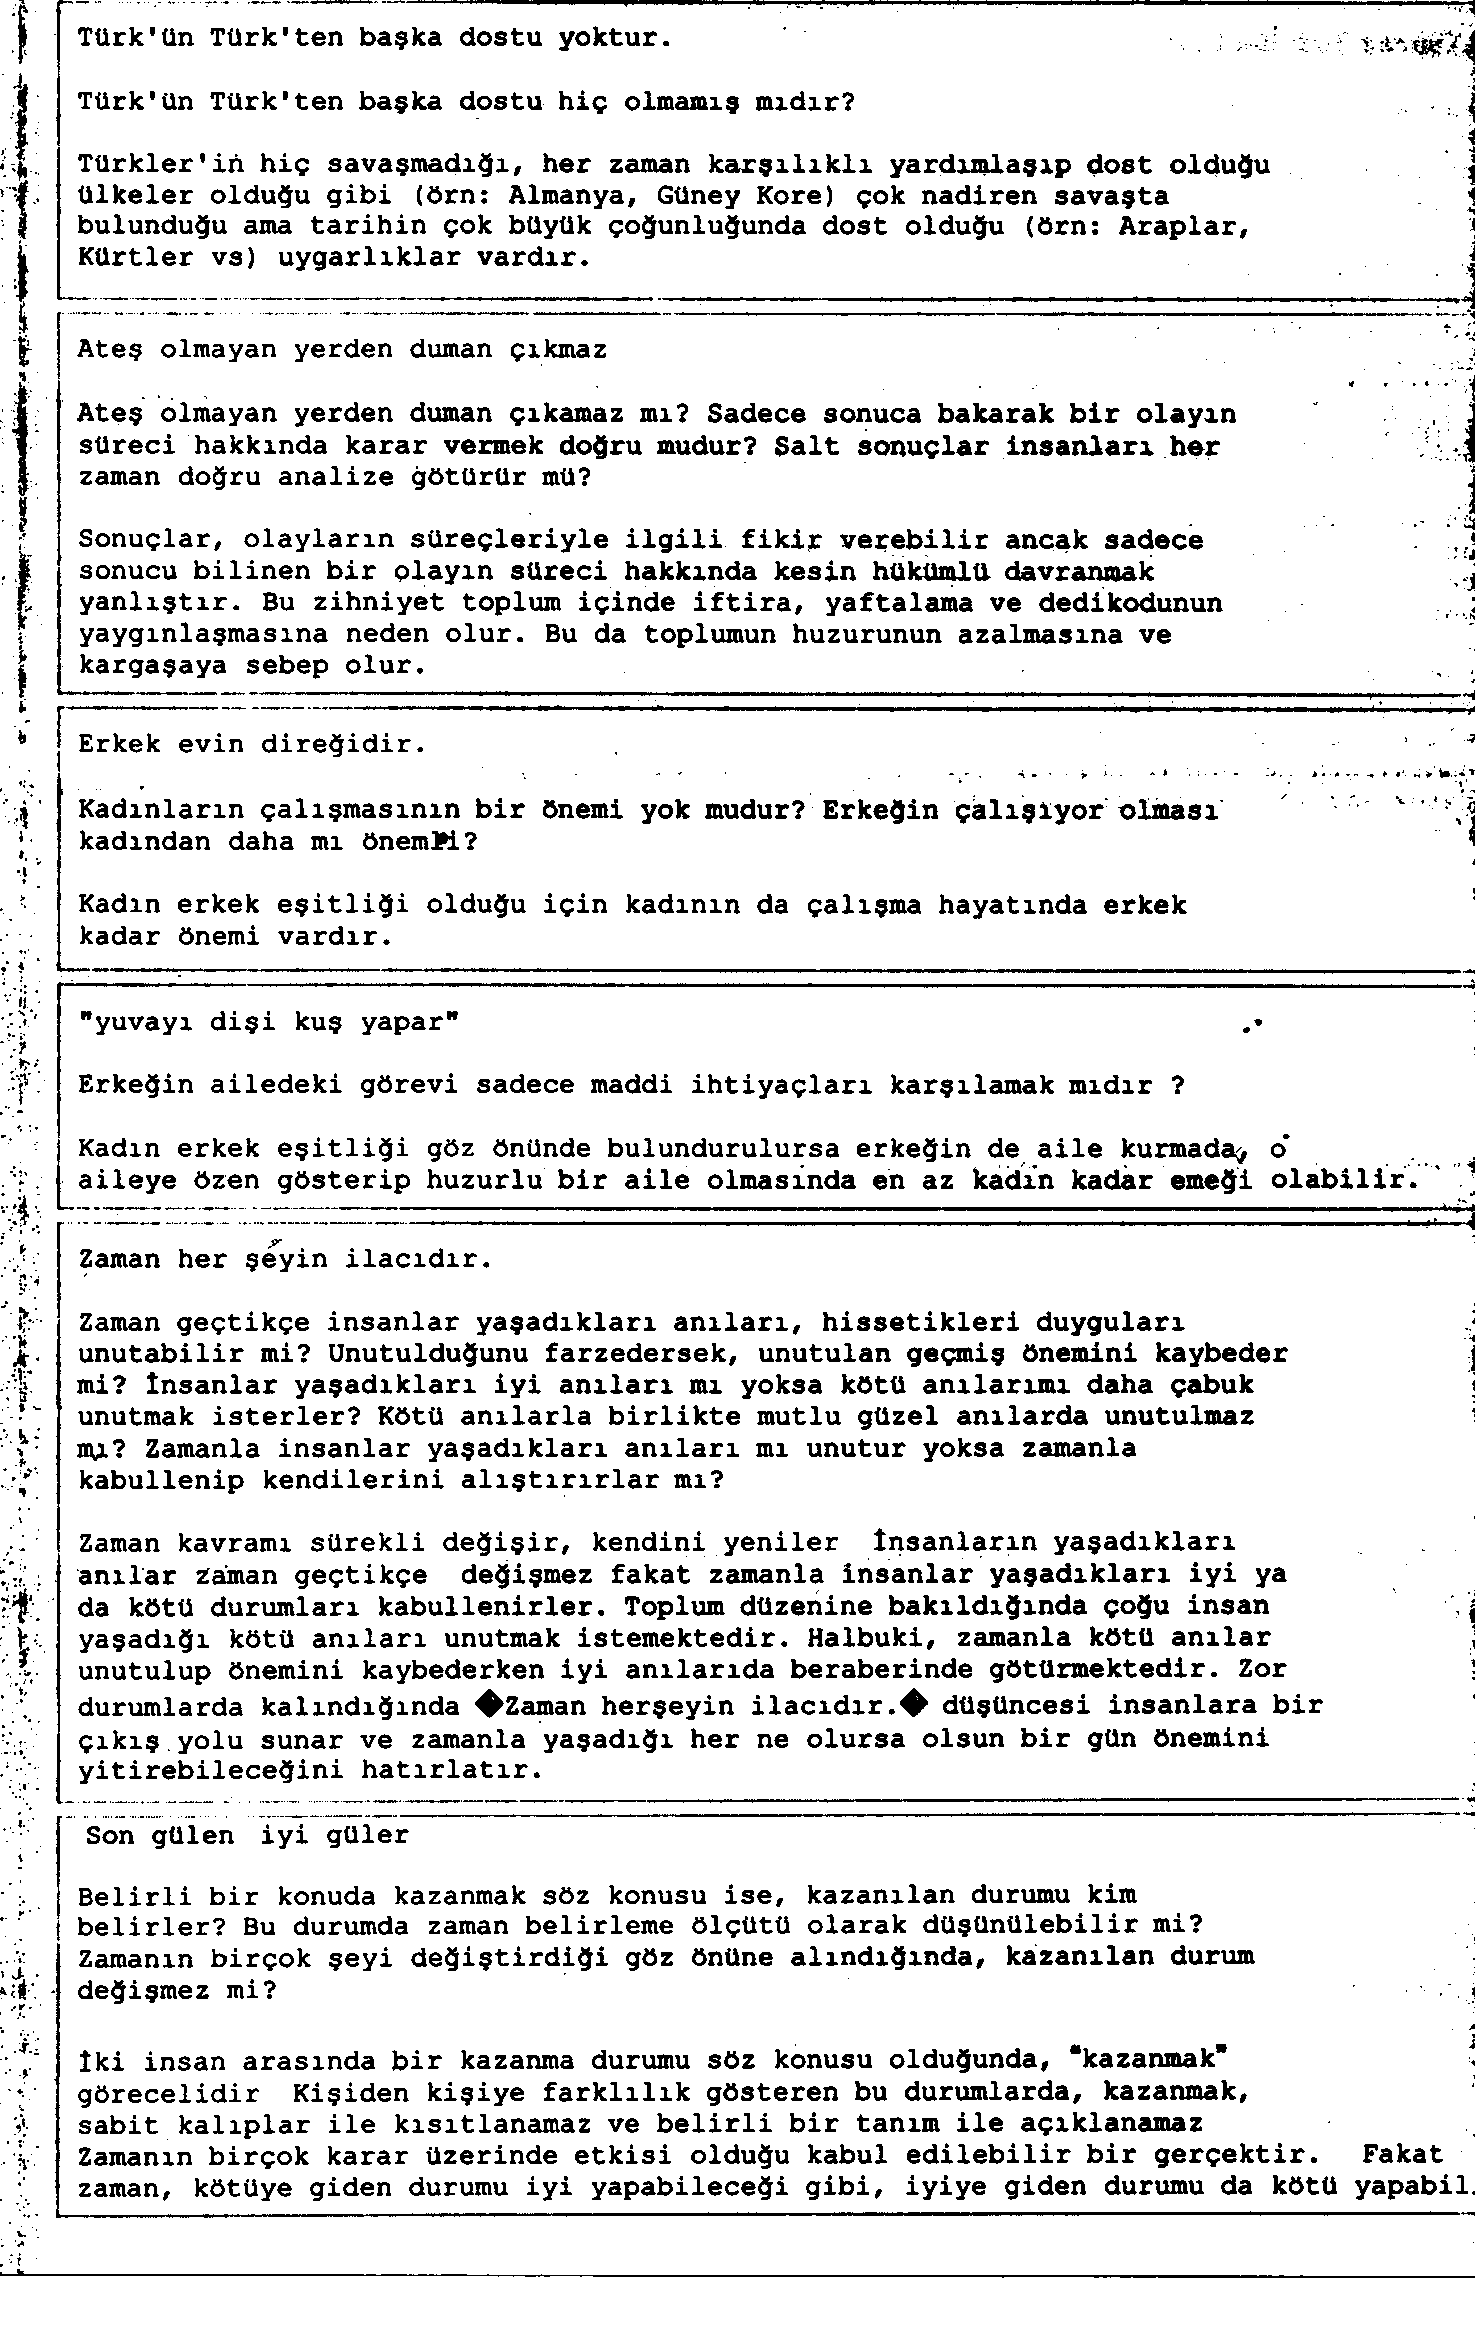 Türk'ün Türk'ten başka dostu yoktur.
Türk'ün Türk'ten başka dostu hiç olmamış mıdır?
Türkler'in hiç savaşmadığı, her zaman karşılıklı yardımlaşıp dost olduğu
ülkeler olduğu gibi (örn: Almanya, Güney Kore) çok nadiren savaşta
bulunduğu ama tarihin çok büyük çoğunluğunda dost olduğu (örn: Araplar,
Kürtler vs) uygarlıklar vardır.
Ateş olmayan yerden duman çıkmaz
Ateş olmayan yerden duman çıkamaz mı? Sadece sonuca bakarak bir olayın
süreci hakkında karar vermek doğru mudur? Salt sonuçlar insanları her
zaman doğru analize götürür mü?
Sonuçlar, olayların süreçleriyle ilgili fikir verebilir ancak sadece
sonucu bilinen bir olayın süreci hakkında kesin hükümlü davranmak
yanlıştır. Bu zihniyet toplum içinde iftira, yaftalama ve dedikodunun
yaygınlaşmasına neden olur. Bu da toplumun huzurunun azalmasına ve
kargaşaya sebep olur.
Erkek evin direğidir.
Kadınların çalışmasının bir önemi yok mudur? Erkeğin çalışıyor olması
kadından daha mı önemli?
Kadın erkek eşitliği olduğu için kadının da çalışma hayatında erkek
kadar önemi vardır.
"yuvayı dişi kuş yapar"
Erkeğin ailedeki görevi sadece maddi ihtiyaçları karşılamak mıdır ?
Kadın erkek eşitliği göz önünde bulundurulursa erkeğin de aile kurmada, o
aileye özen gösterip huzurlu bir aile olmasında en az kadın kadar emeği olabilir.
Zaman her şeyin ilacıdır.
Zaman geçtikçe insanlar yaşadıkları anıları, hissetikleri duyguları
unutabilir mi? Unutulduğunu farzedersek, unutulan geçmiş önemini kaybeder
mi? İnsanlar yaşadıkları iyi anıları mı yoksa kötü anılarımı daha çabuk
unutmak isterler? Kötü anılarla birlikte mutlu güzel anılarda unutulmaz
mı? Zamanla insanlar yaşadıkları anıları mı unutur yoksa zamanla
kabullenip kendilerini alıştırırlar mı?
Zaman kavramı sürekli değişir, kendini yeniler İnsanların yaşadıkları
anılar zaman geçtikçe değişmez fakat zamanla insanlar yaşadıkları iyi ya
da kötü durumları kabullenirler. Toplum düzenine bakıldığında çoğu insan
yaşadığı kötü anıları unutmak istemektedir. Halbuki, zamanla kötü anılar
unutulup önemini kaybederken iyi anılarıda beraberinde götürmektedir. Zor
durumlarda kalındığında �Zaman herşeyin ilacıdır.� düşüncesi insanlara bir
çıkış yolu sunar ve zamanla yaşadığı her ne olursa olsun bir gün önemini
yitirebileceğini hatırlatır.
Son gülen iyi güler
Belirli bir konuda kazanmak söz konusu ise, kazanılan durumu kim
belirler? Bu durumda zaman belirleme ölçütü olarak düşünülebilir mi?
Zamanın birçok şeyi değiştirdiği göz önüne alındığında, kazanılan durum
değişmez mi?
İki insan arasında bir kazanma durumu söz konusu olduğunda, "kazanmak"
görecelidir Kişiden kişiye farklılık gösteren bu durumlarda, kazanmak,
sabit kalıplar ile kısıtlanamaz ve belirli bir tanım ile açıklanamaz
Zamanın birçok karar üzerinde etkisi olduğu kabul edilebilir bir gerçektir. Fakat
zaman, kötüye giden durumu iyi yapabileceği gibi, iyiye giden durumu da kötü yapabil